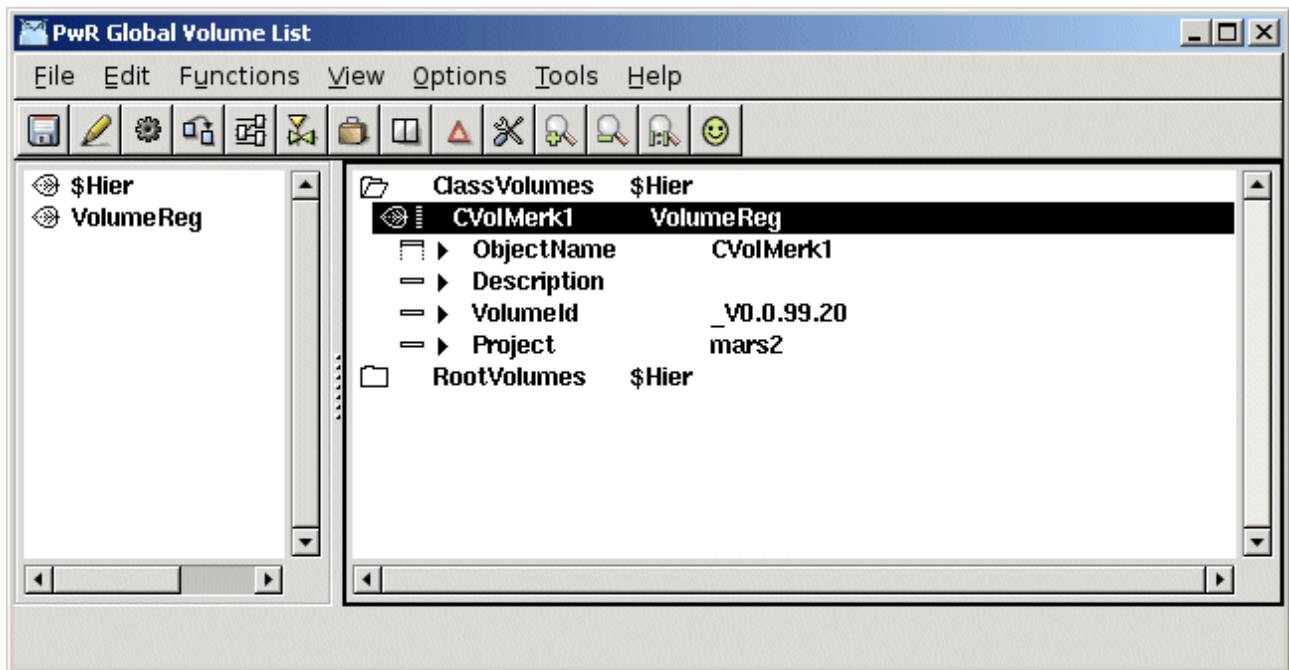 PwR Global Volume List
File Edit Functions View Options Tools Help
$Hier
VolumeReg
ClassVolumes $Hier
CVolMerk1 VolumeReg
ObjectName CVolMerk1
Description
VolumeId _V0.0.99.20
Project mars2
RootVolumes $Hier